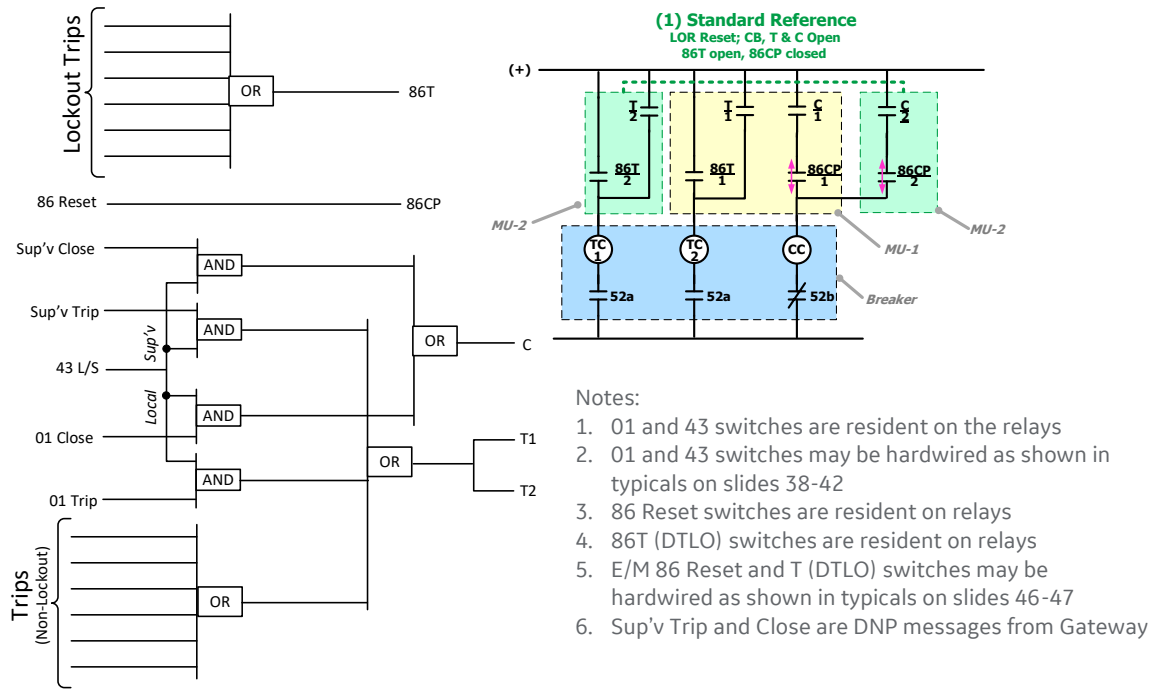 Lockout Trips
OR
86T
86 Reset
86CP
Sup'v Close
AND
Sup'v Trip
AND
Sup'v
43 L/S
OR
C
Local
AND
01 Close
T1
OR
AND
T2
01 Trip
Trips
(Non-Lockout)
OR
(1) Standard Reference
LOR Reset; CB, T & C Open
86T open, 86CP closed
(+)
T
2
T
1
C
1
C
2
86T
2
86T
1
86CP
1
86CP
2
MU-2
MU-1
MU-2
TC
1
TC
2
CC
52a
52a
52b
Breaker
Notes:
1. 01 and 43 switches are resident on the relays
2. 01 and 43 switches may be hardwired as shown in
typicals on slides 38-42
3. 86 Reset switches are resident on relays
4. 86T (DTLO) switches are resident on relays
5. E/M 86 Reset and T (DTLO) switches may be
hardwired as shown in typicals on slides 46-47
6. Sup'v Trip and Close are DNP messages from Gateway